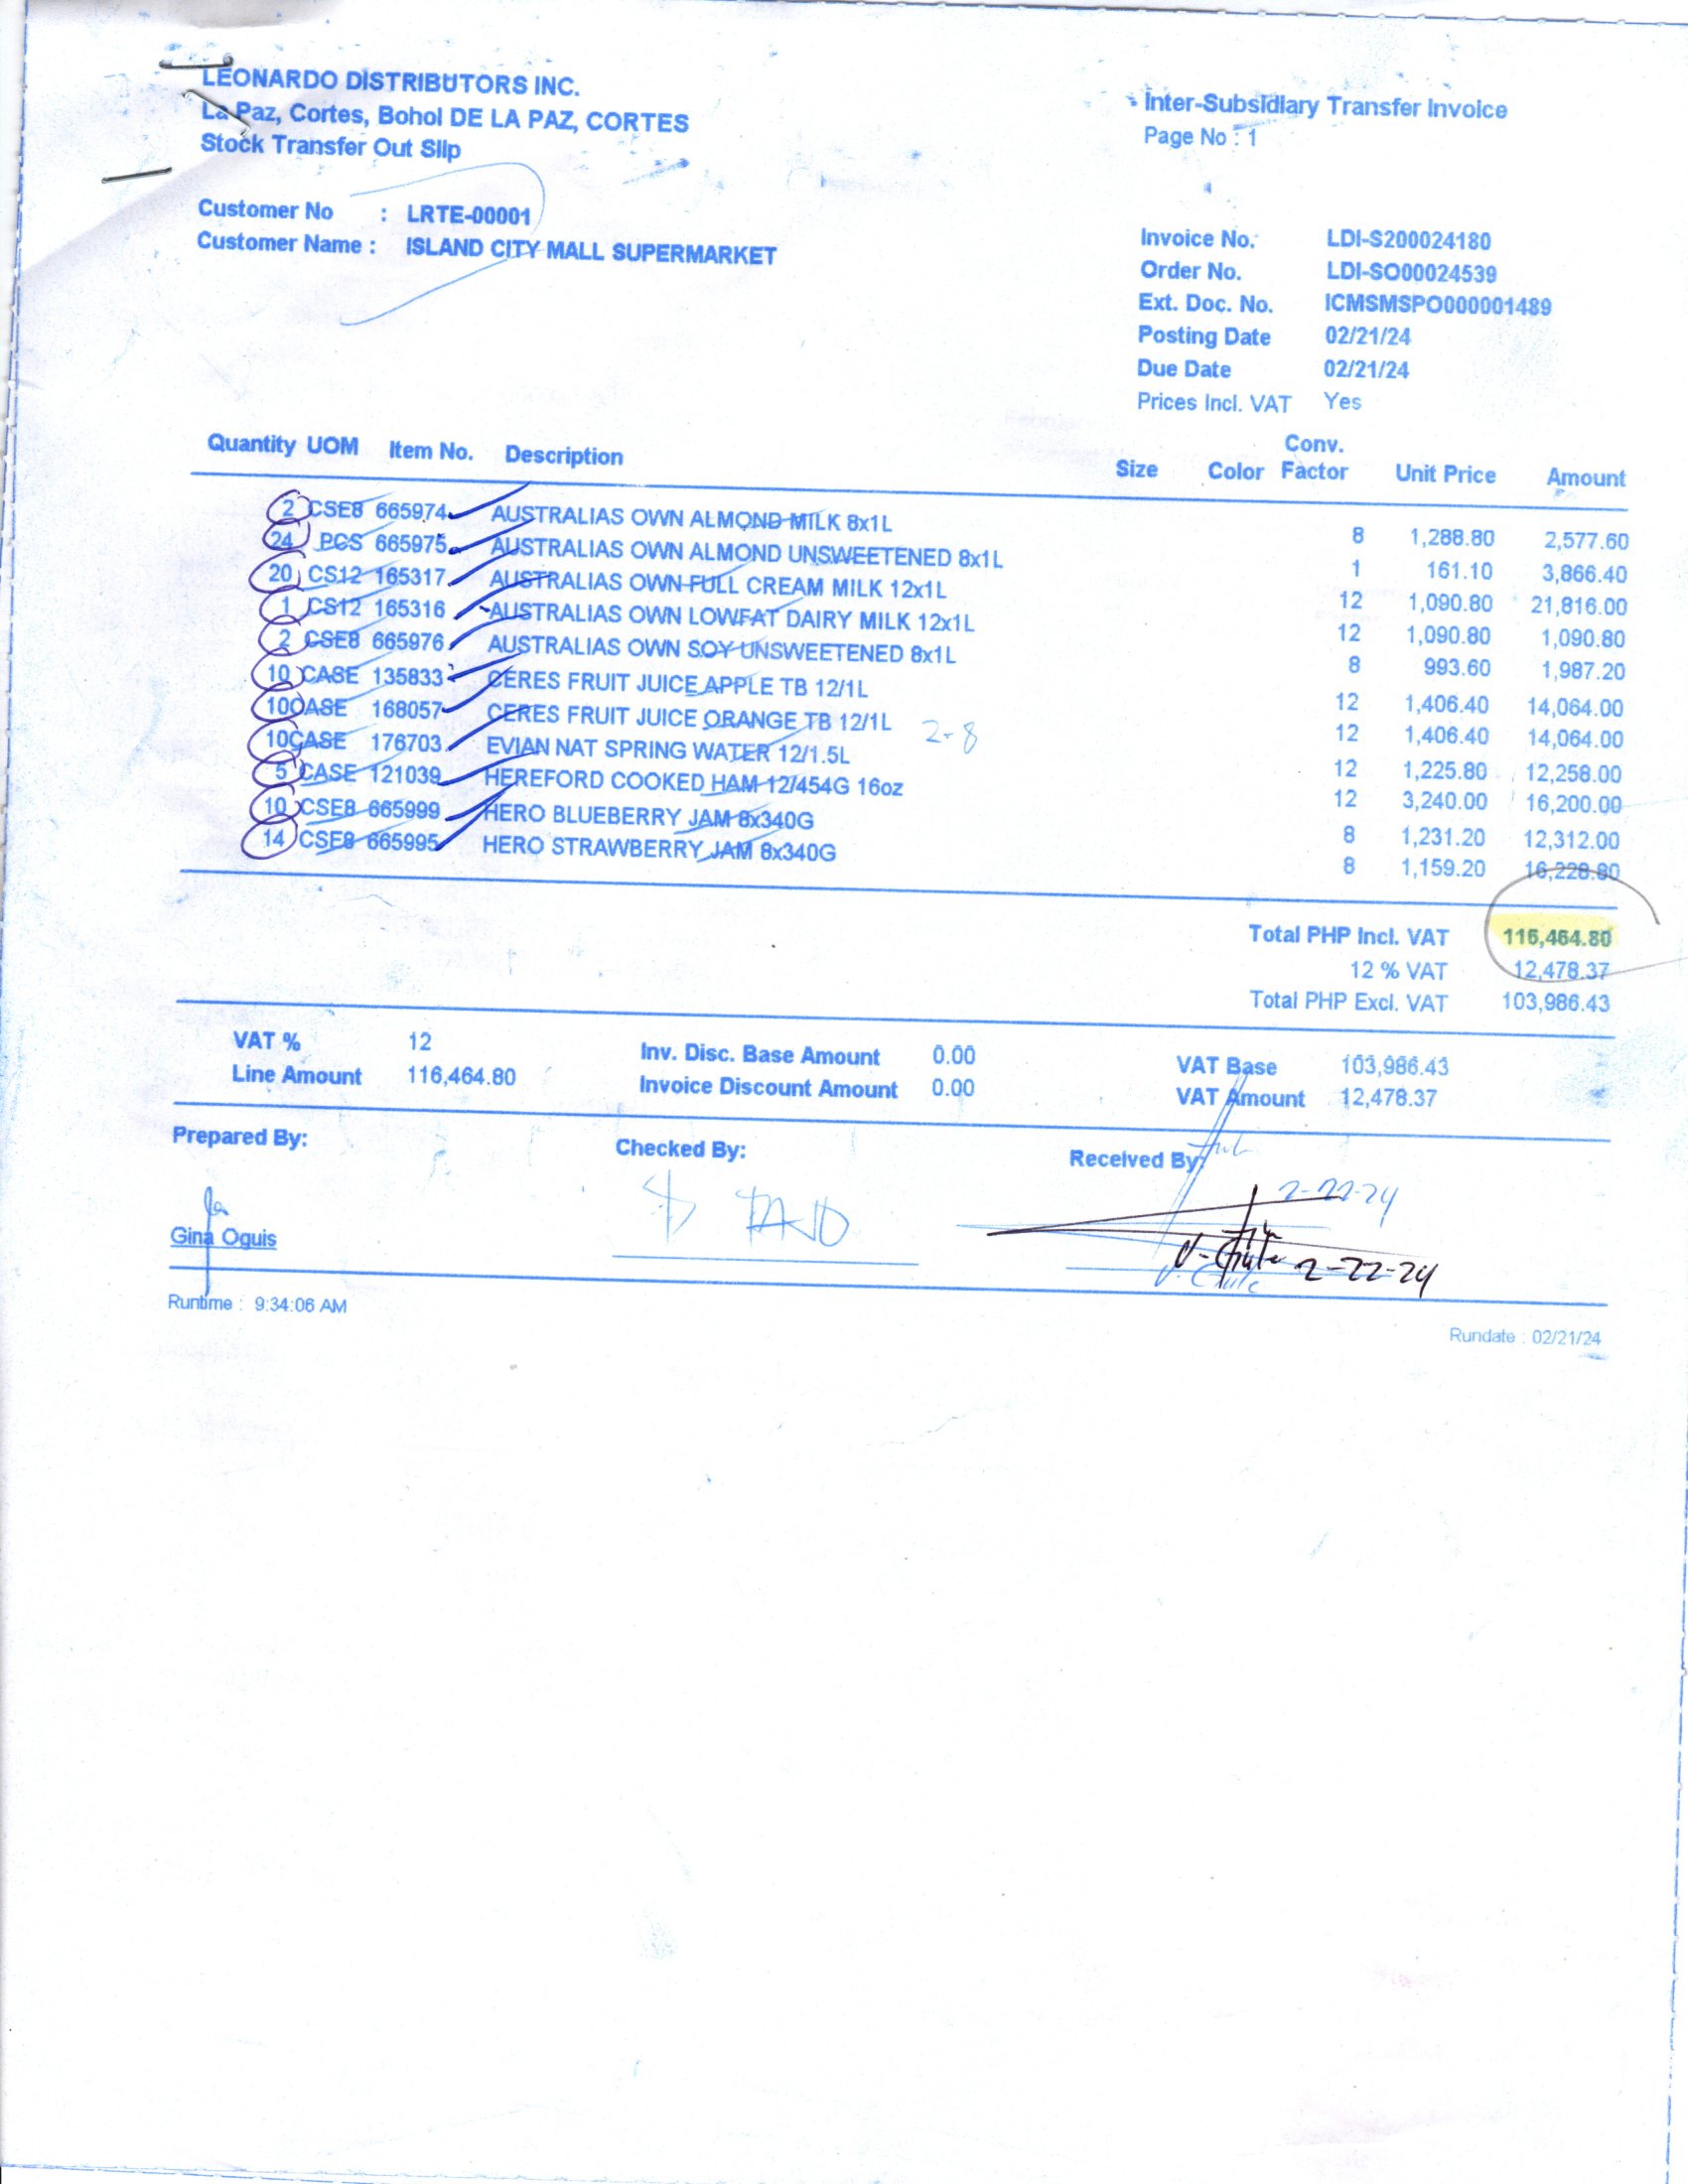 LEONARDO DISTRIBUTORS INC.
La Paz, Cortes, Bohol DE LA PAZ, CORTES
Stock Transfer Out Slip
Inter-Subsidiary Transfer Invoice
Page No : 1
Customer No : LRTE-00001
Customer Name : ISLAND CITY MALL SUPERMARKET
Invoice No. LDI-S200024180
Order No. LDI-SO00024539
Ext. Doc. No. ICMSMSPO000001489
Posting Date 02/21/24
Due Date 02/21/24
Prices Incl. VAT Yes
Quantity UOM Item No. Description Size Color Conv. Factor Unit Price Amount
2 CSE8 665974 AUSTRALIAS OWN ALMOND MILK 8x1L 8 1,288.80 2,577.60
24 PCS 665975 AUSTRALIAS OWN ALMOND UNSWEETENED 8x1L 1 161.10 3,866.40
20 CS12 165317 AUSTRALIAS OWN FULL CREAM MILK 12x1L 12 1,090.80 21,816.00
1 CS12 165316 AUSTRALIAS OWN LOWFAT DAIRY MILK 12x1L 12 1,090.80 1,090.80
2 CSE8 665976 AUSTRALIAS OWN SOY UNSWEETENED 8x1L 8 993.60 1,987.20
10 CASE 135833 CERES FRUIT JUICE APPLE TB 12/1L 12 1,406.40 14,064.00
10 CASE 168057 CERES FRUIT JUICE ORANGE TB 12/1L 12 1,406.40 14,064.00
2-8
10 CASE 176703 EVIAN NAT SPRING WATER 12/1.5L 12 1,225.80 12,258.00
5 CASE 121039 HEREFORD COOKED HAM 12/454G 16oz 12 3,240.00 16,200.00
10 CSE8 665999 HERO BLUEBERRY JAM 8x340G 8 1,231.20 12,312.00
14 CSE8 665995 HERO STRAWBERRY JAM 8x340G 8 1,159.20 16,228.80
Total PHP Incl. VAT 116,464.80
12 % VAT 12,478.37
Total PHP Excl. VAT 103,986.43
VAT % 12 Inv. Disc. Base Amount 0.00 VAT Base 103,986.43
Line Amount 116,464.80 Invoice Discount Amount 0.00 VAT Amount 12,478.37
Prepared By: Checked By: Received By:
2-22-24
Gina Oguis
2-22-24
Runtime : 9:34:06 AM
Rundate : 02/21/24